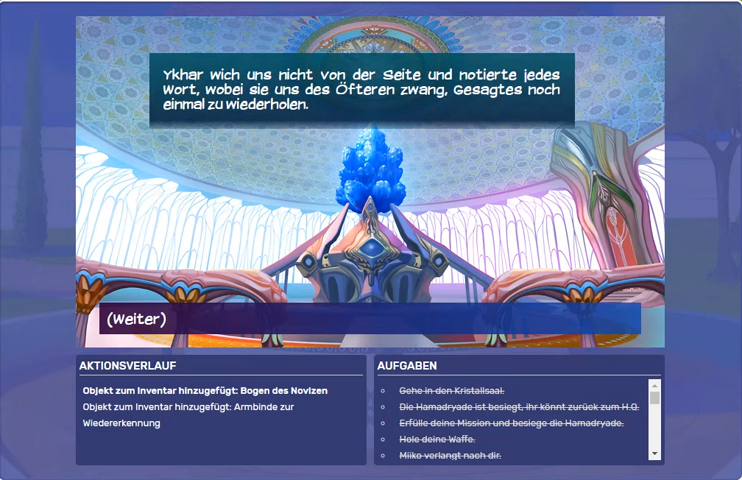 Ykhar wich uns nicht von der Seite und notierte jedes
Wort, wobei sie uns des Öfteren zwang, Gesagtes noch
einmal zu wiederholen.
(Weiter)
AKTIONSVERLAUF
Objekt zum Inventar hinzugefügt: Bogen des Novizen
Objekt zum Inventar hinzugefügt: Armbinde zur
Wiedererkennung
AUFGABEN
Gehe in den Kristallsaal.
Die Hamadryade ist besiegt, ihr könnt zurück zum H.Q.
Erfülle deine Mission und besiege die Hamadryade.
Hole deine Waffe.
Miiko verlangt nach dir.